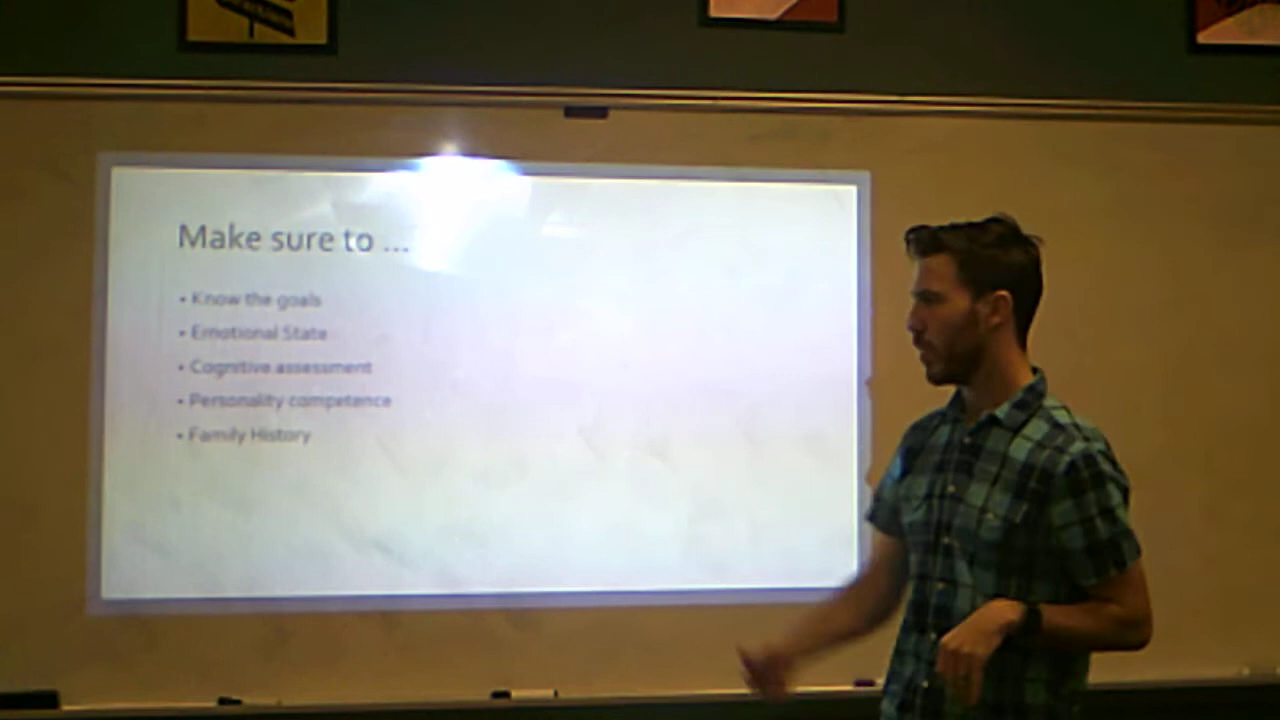 Make sure to ...
• Know the goals
• Emotional State
• Cognitive assessment
• Personality competence
• Family History